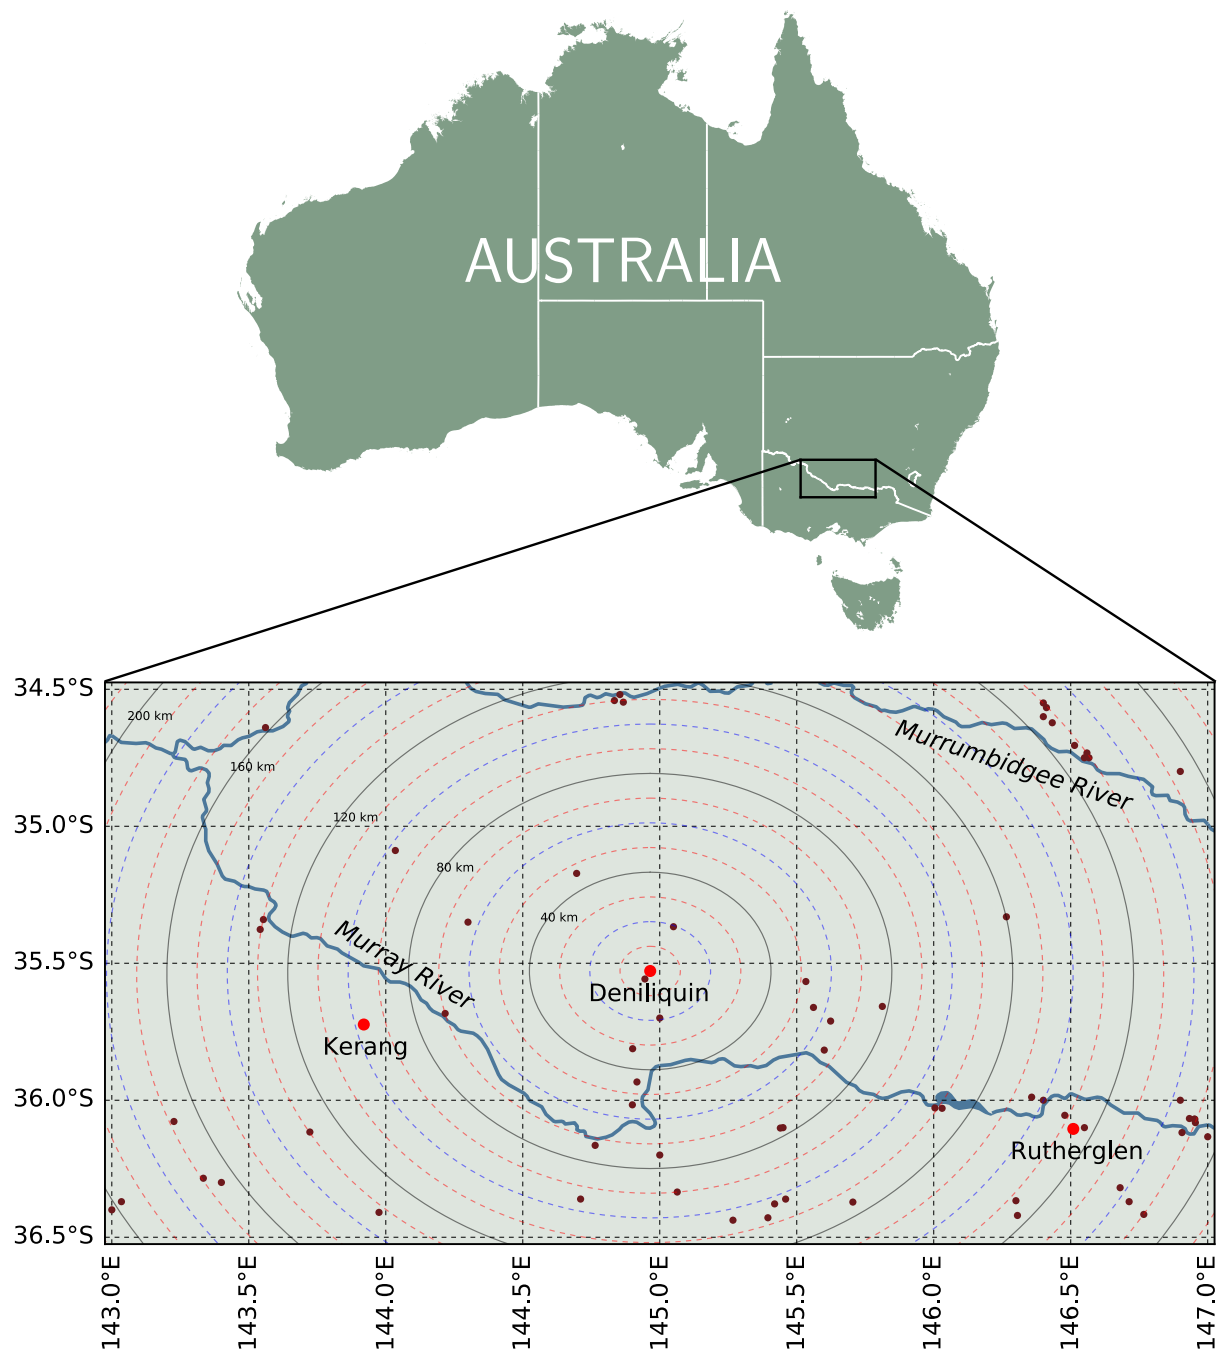 AUSTRALIA
34.5°S
35.0°S
35.5°S
36.0°S
36.5°S
200 km
160 km
120 km
80 km
40 km
Murrumbidgee River
Murray River
Deniliquin
Kerang
Rutherglen
143.0°E
143.5°E
144.0°E
144.5°E
145.0°E
145.5°E
146.0°E
146.5°E
147.0°E